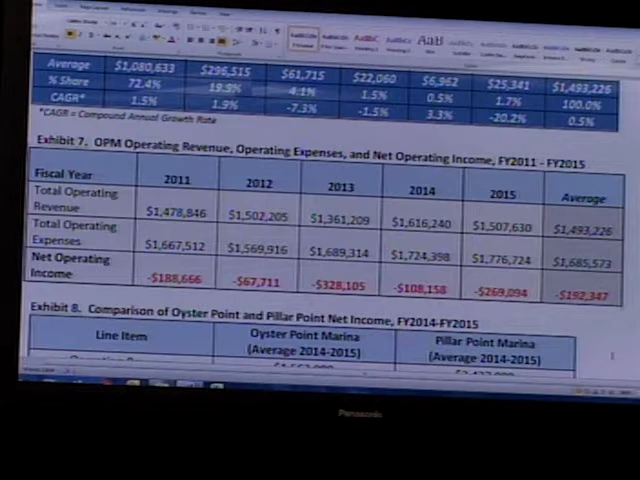 Average $1,080,633 $296,515 $61,715 $22,060 $6,962 $25,341 $1,493,226
% Share 72.4% 19.9% 4.1% 1.5% 0.5% 1.7% 100.0%
CAGR* 1.5% 1.9% -7.3% -1.5% 3.3% -20.2% 0.5%
*CAGR = Compound Annual Growth Rate
Exhibit 7. OPM Operating Revenue, Operating Expenses, and Net Operating Income, FY2011 - FY2015
Fiscal Year 2011 2012 2013 2014 2015 Average
Total Operating
Revenue $1,478,846 $1,502,205 $1,361,209 $1,616,240 $1,507,630 $1,493,226
Total Operating
Expenses $1,667,512 $1,569,916 $1,689,314 $1,724,398 $1,776,724 $1,685,573
Net Operating
Income -$188,666 -$67,711 -$328,105 -$108,158 -$269,094 -$192,347
Exhibit 8. Comparison of Oyster Point and Pillar Point Net Income, FY2014-FY2015
Line Item Oyster Point Marina Pillar Point Marina
(Average 2014-2015) (Average 2014-2015)
Panasonic